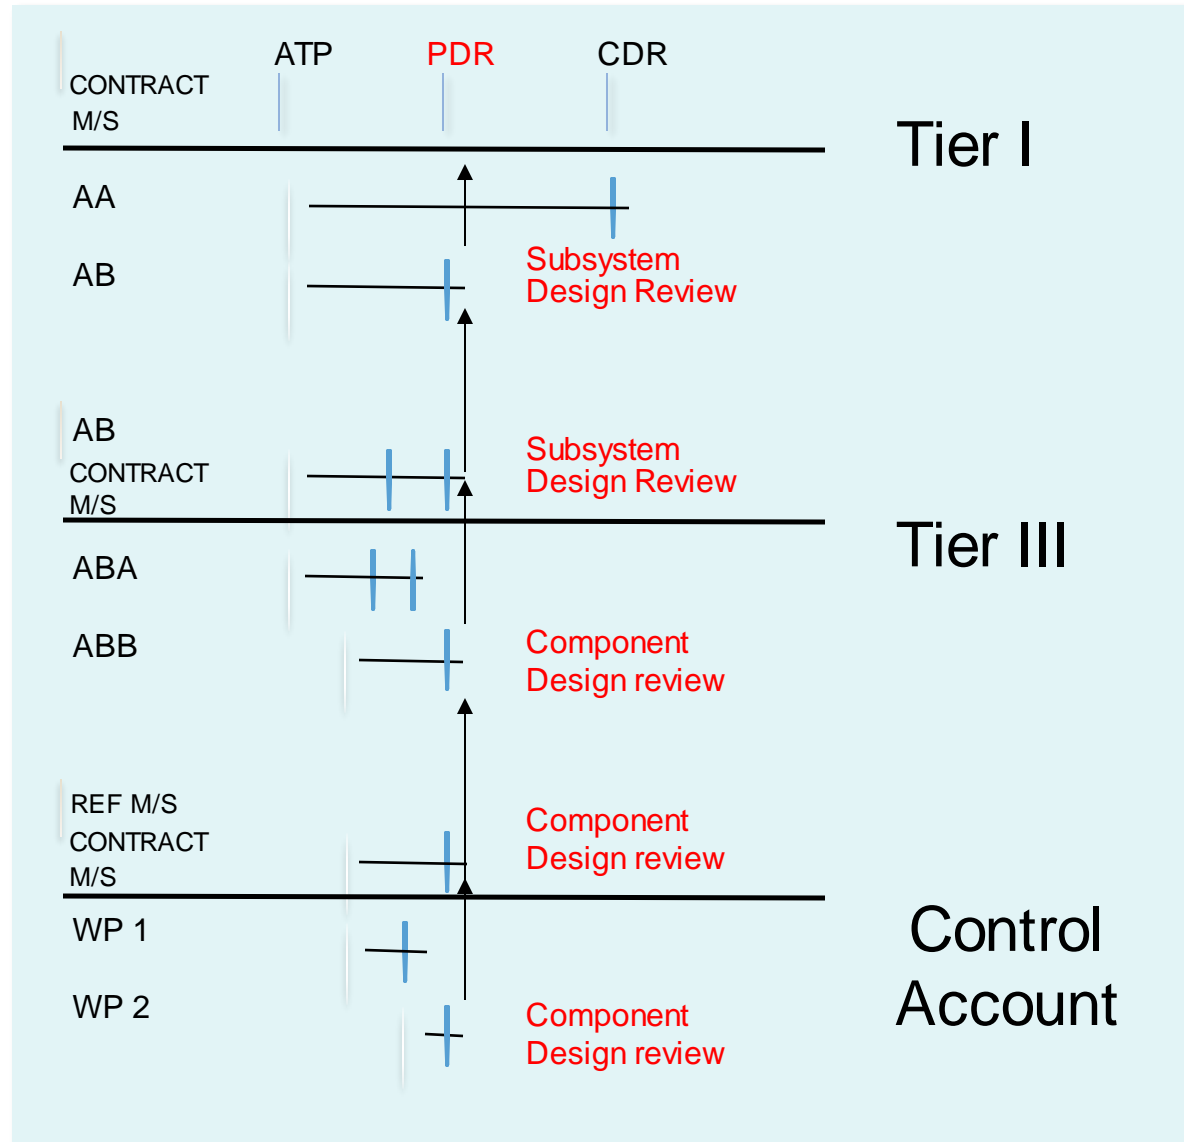 ATP PDR CDR
CONTRACT
M/S
Tier I
AA
AB
Subsystem
Design Review
AB
CONTRACT
M/S
Subsystem
Design Review
Tier III
ABA
ABB
Component
Design review
REF M/S
CONTRACT
M/S
Component
Design review
Control
Account
WP 1
WP 2
Component
Design review